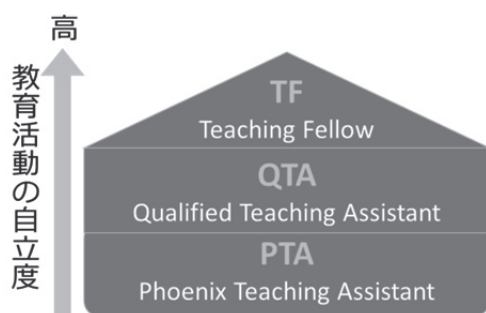 高
教育活動の自立度
TF
Teaching Fellow
QTA
Qualified Teaching Assistant
PTA
Phoenix Teaching Assistant